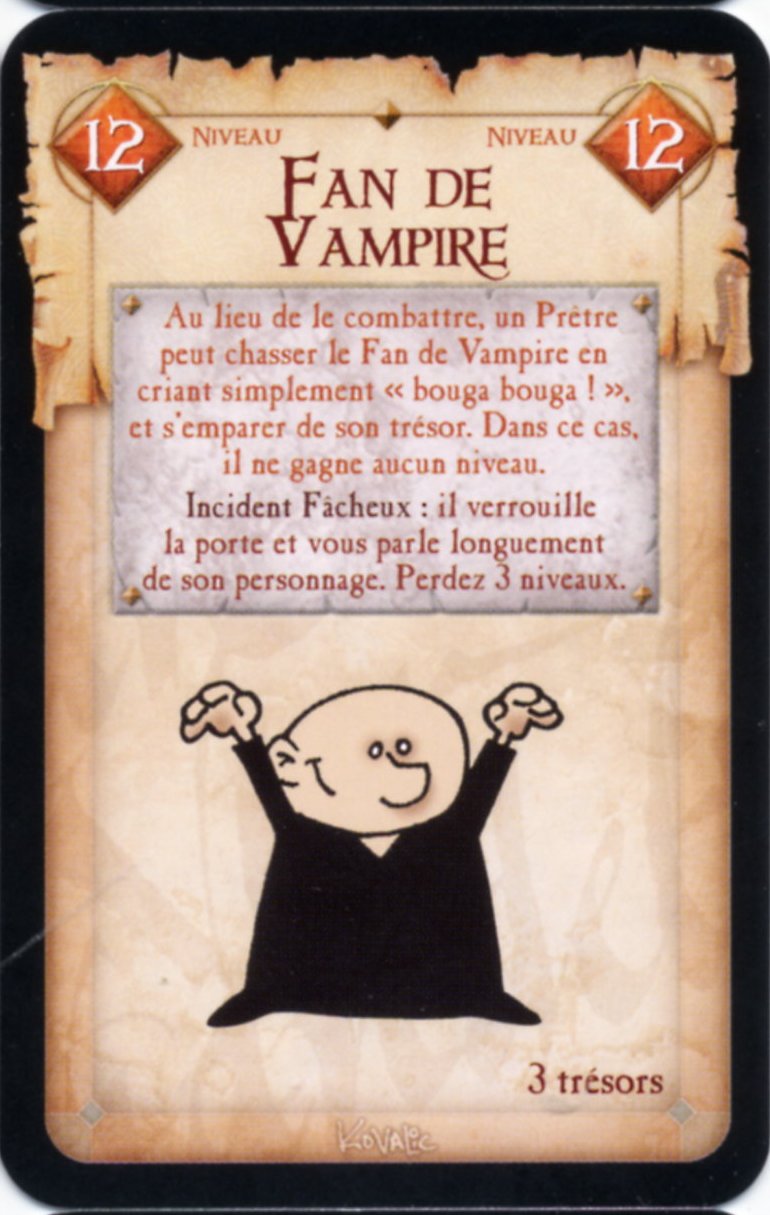 12 NIVEAU NIVEAU 12
FAN DE
VAMPIRE
Au lieu de le combattre, un Prêtre
peut chasser le Fan de Vampire en
criant simplement « bouga bouga ! »,
et s'emparer de son trésor. Dans ce cas,
il ne gagne aucun niveau.
Incident Fâcheux : il verrouille
la porte et vous parle longuement
de son personnage. Perdez 3 niveaux.
3 trésors
KOVALIC